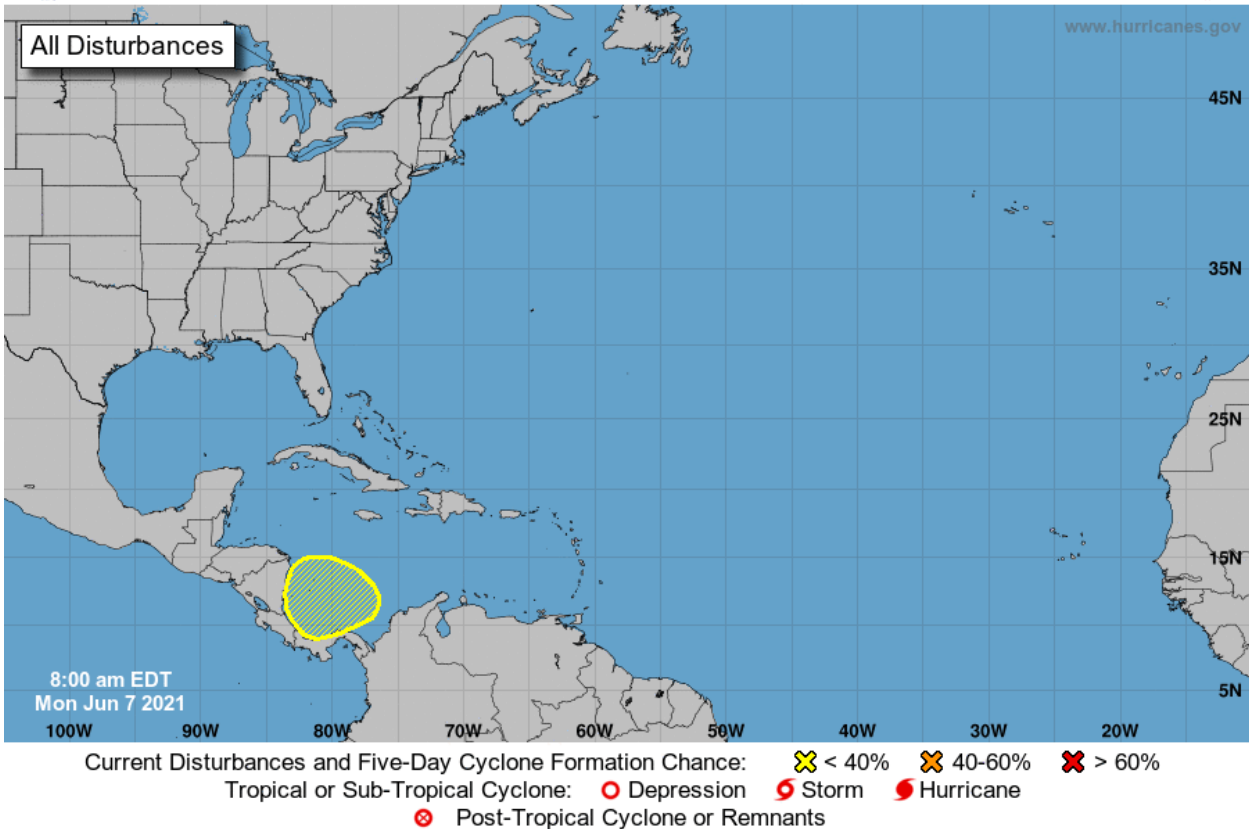 All Disturbances
www.hurricanes.gov
45N
35N
25N
15N
5N
8:00 am EDT
Mon Jun 7 2021
100W 90W 80W 70W 60W 50W 40W 30W 20W
Current Disturbances and Five-Day Cyclone Formation Chance: < 40% 40-60% > 60%
Tropical or Sub-Tropical Cyclone: Depression Storm Hurricane
Post-Tropical Cyclone or Remnants